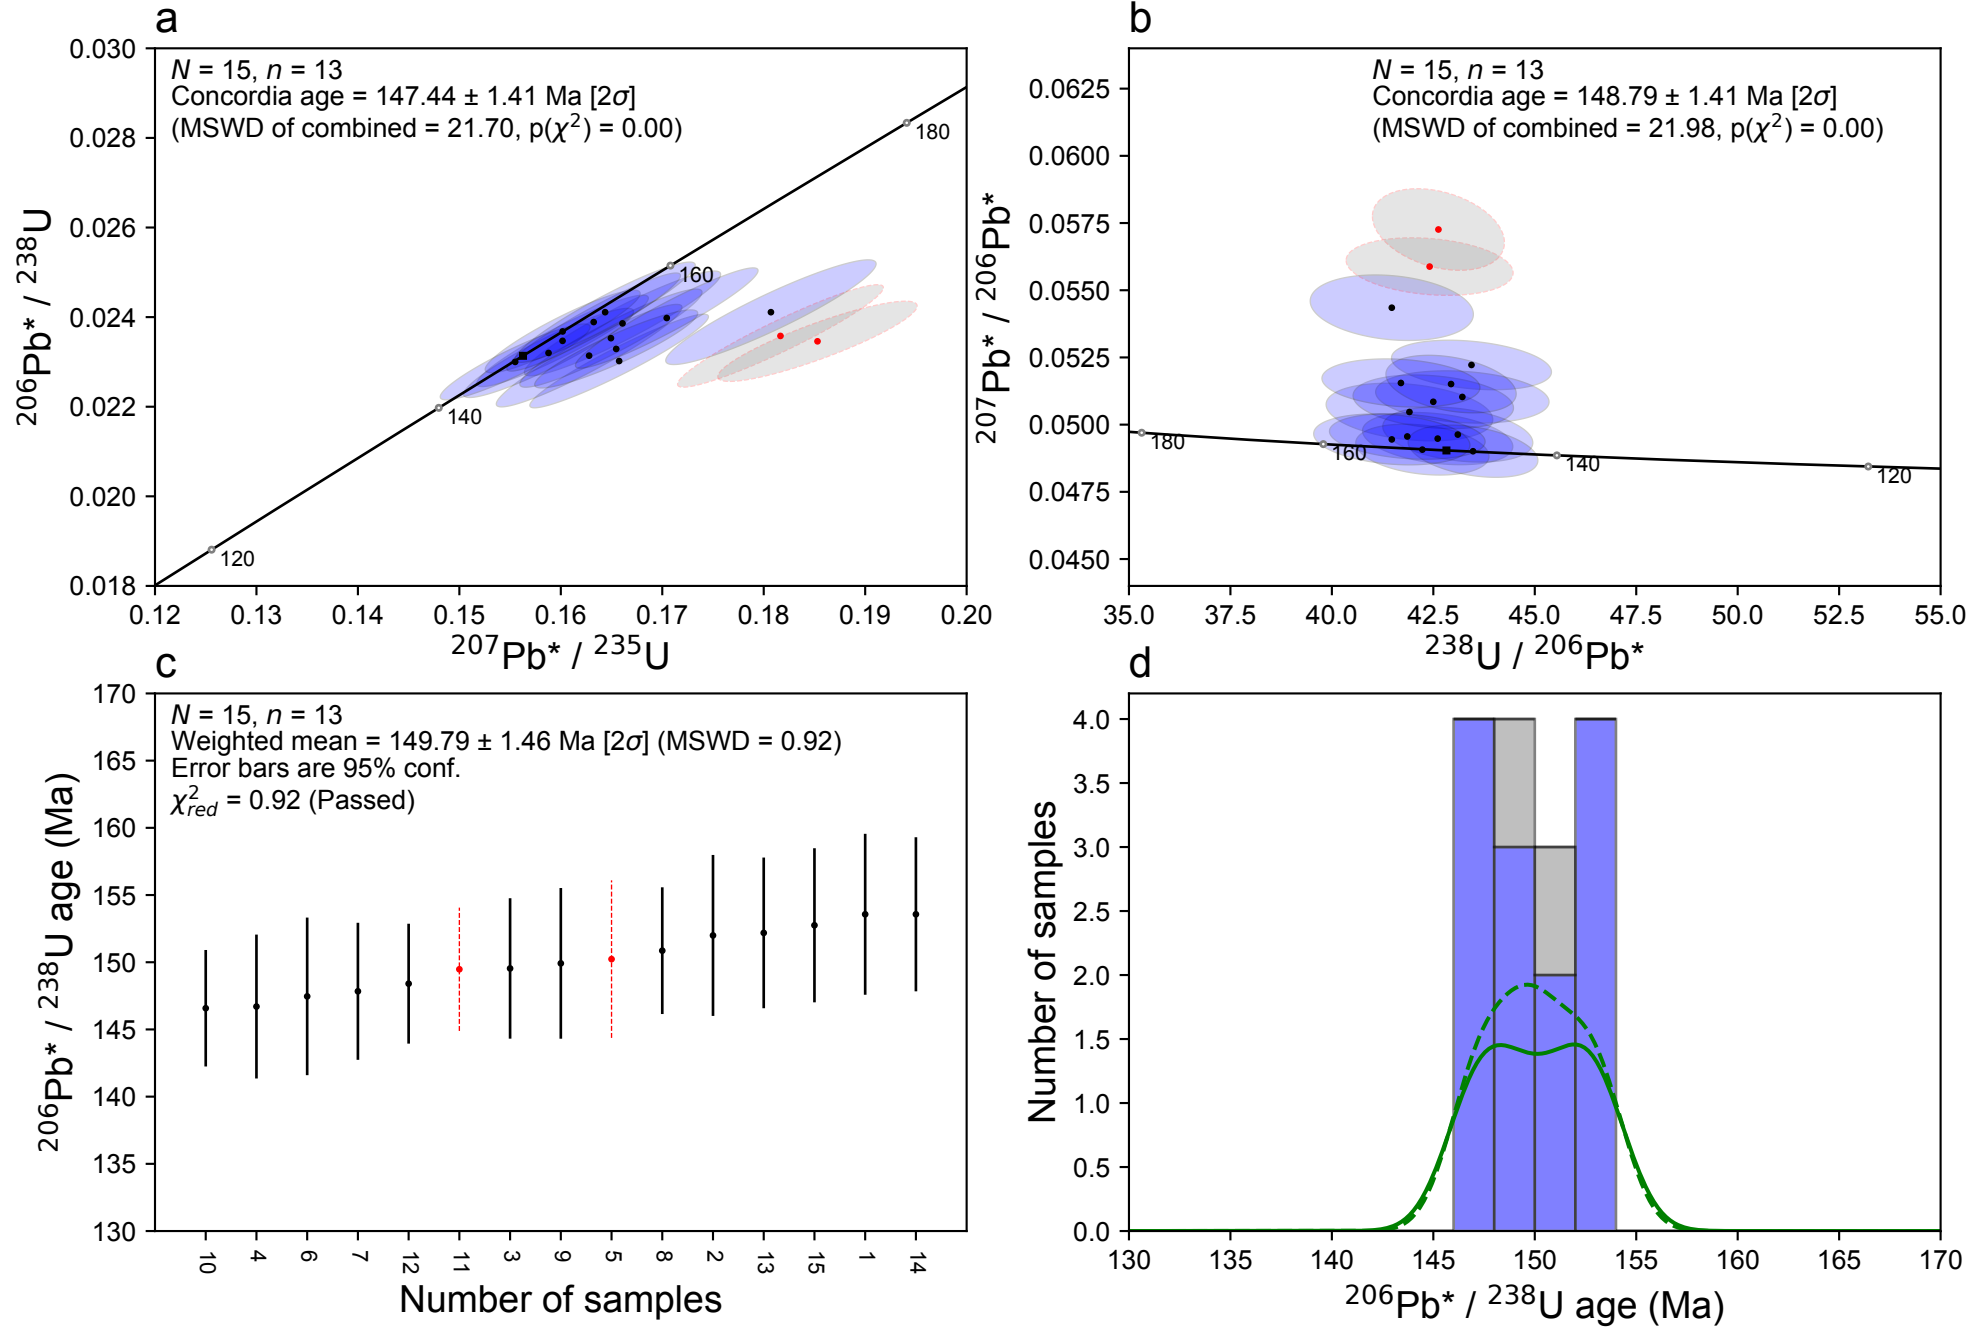 a
0.030
0.028
0.026
0.024
0.022
0.020
0.018
0.12 0.13 0.14 0.15 0.16 0.17 0.18 0.19 0.20
²⁰⁶Pb* / ²³⁸U
²⁰⁷Pb* / ²³⁵U
N = 15, n = 13
Concordia age = 147.44 ± 1.41 Ma [2σ]
(MSWD of combined = 21.70, p(χ²) = 0.00)
180
160
140
120
b
0.0625
0.0600
0.0575
0.0550
0.0525
0.0500
0.0475
0.0450
35.0 37.5 40.0 42.5 45.0 47.5 50.0 52.5 55.0
²⁰⁷Pb* / ²⁰⁶Pb*
²³⁸U / ²⁰⁶Pb*
N = 15, n = 13
Concordia age = 148.79 ± 1.41 Ma [2σ]
(MSWD of combined = 21.98, p(χ²) = 0.00)
180
160
140
120
c
170
165
160
155
150
145
140
135
130
10 4 6 7 12 11 3 9 5 8 2 13 15 1 14
²⁰⁶Pb* / ²³⁸U age (Ma)
Number of samples
N = 15, n = 13
Weighted mean = 149.79 ± 1.46 Ma [2σ] (MSWD = 0.92)
Error bars are 95% conf.
χ²red = 0.92 (Passed)
d
4.0
3.5
3.0
2.5
2.0
1.5
1.0
0.5
0.0
130 135 140 145 150 155 160 165 170
Number of samples
²⁰⁶Pb* / ²³⁸U age (Ma)